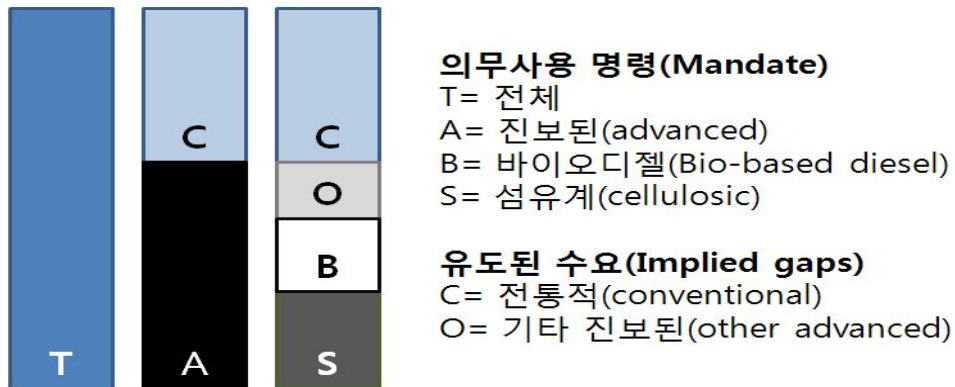 C
C
O
B
T
A
S
의무사용 명령(Mandate)
T= 전체
A= 진보된(advanced)
B= 바이오디젤(Bio-based diesel)
S= 섬유계(cellulosic)
유도된 수요(Implied gaps)
C= 전통적(conventional)
O= 기타 진보된(other advanced)